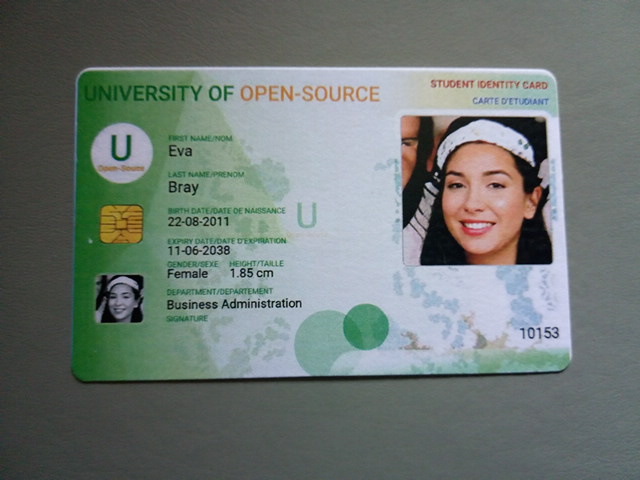 UNIVERSITY OF OPEN-SOURCE
STUDENT IDENTITY CARD
CARTE D'ETUDIANT
U
Open-Source
FIRST NAME/NOM
Eva
LAST NAME/PRENOM
Bray
BIRTH DATE/DATE DE NAISSANCE
22-08-2011
U
EXPIRY DATE/DATE D'EXPIRATION
11-06-2038
GENDER/SEXE HEIGHT/TAILLE
Female 1.85 cm
DEPARTMENT/DEPARTEMENT
Business Administration
SIGNATURE
10153